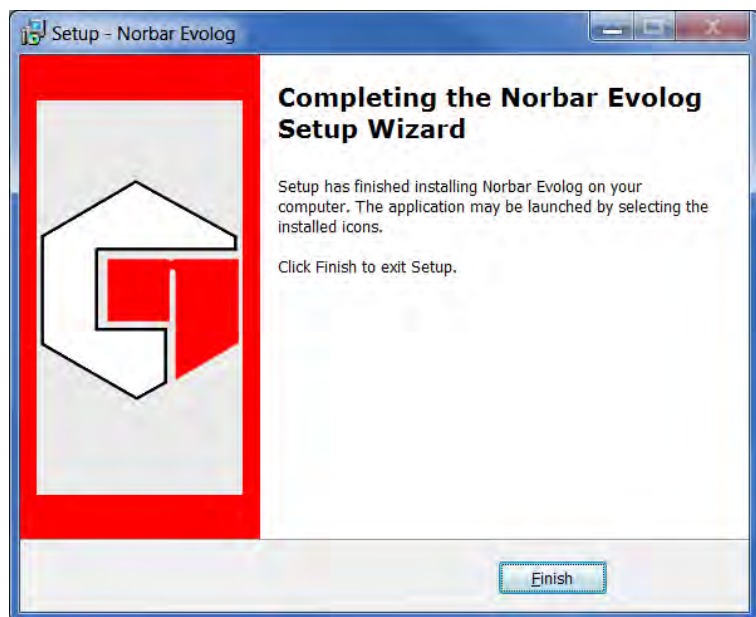 Setup - Norbar Evolog
Completing the Norbar Evolog
Setup Wizard
Setup has finished installing Norbar Evolog on your
computer. The application may be launched by selecting the
installed icons.
Click Finish to exit Setup.
Finish